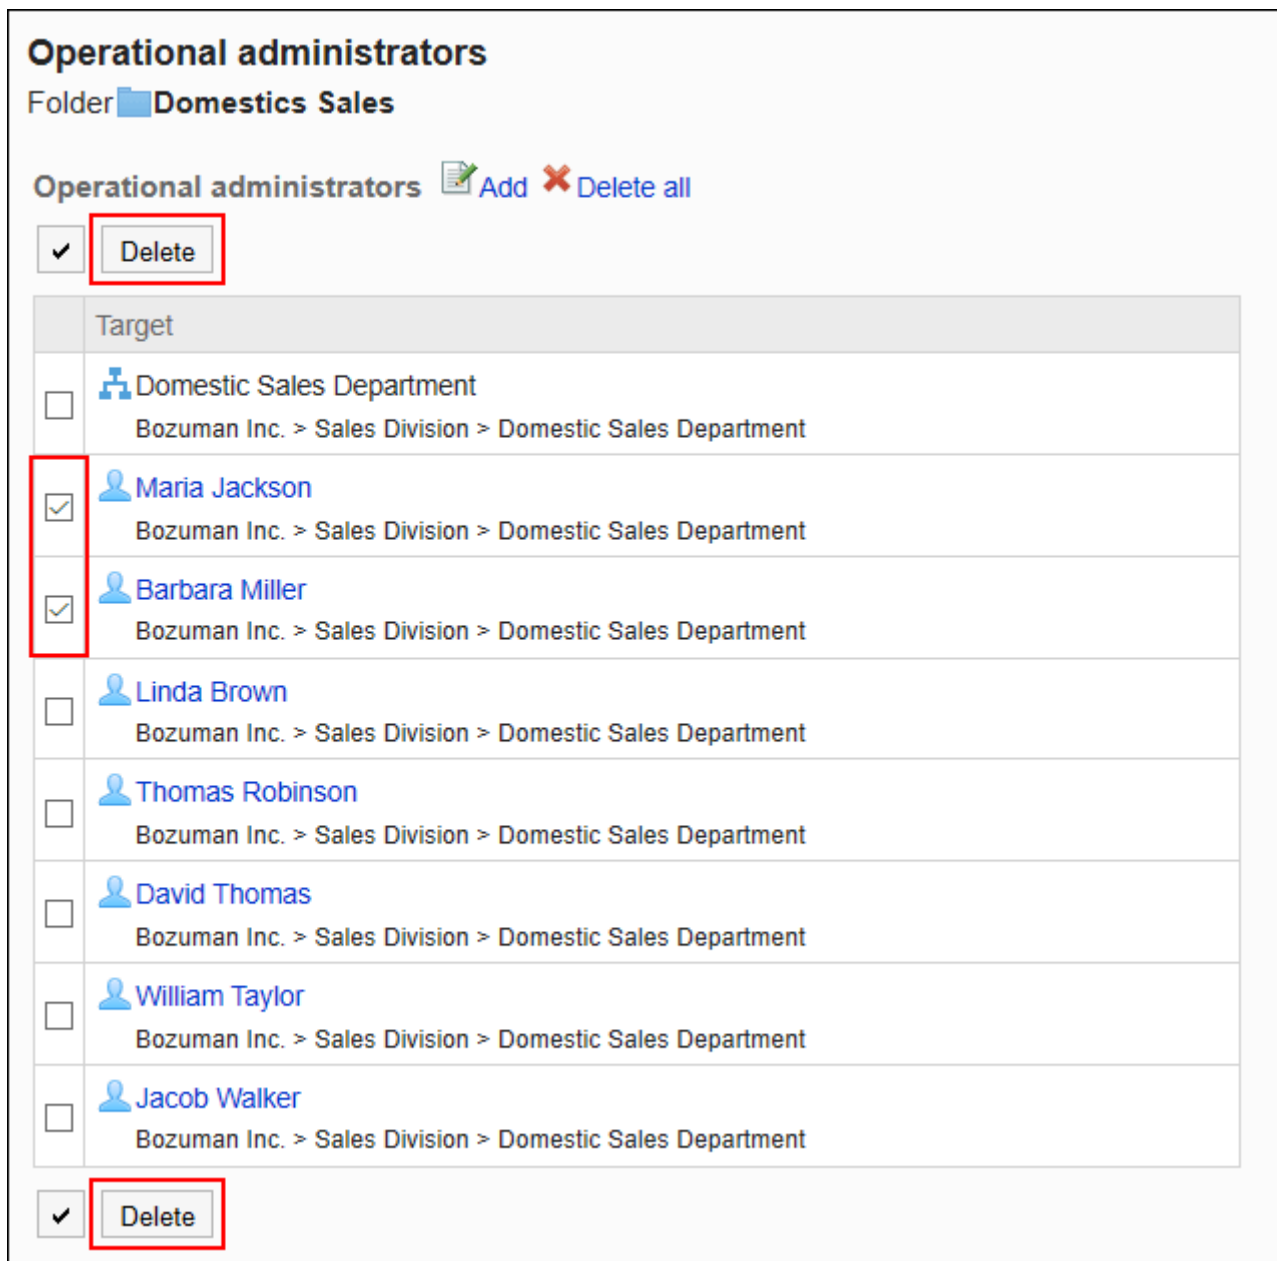 Operational administrators
Folder Domestics Sales
Operational administrators Add Delete all
Delete
Target
Domestic Sales Department
Bozuman Inc. > Sales Division > Domestic Sales Department
Maria Jackson
Bozuman Inc. > Sales Division > Domestic Sales Department
Barbara Miller
Bozuman Inc. > Sales Division > Domestic Sales Department
Linda Brown
Bozuman Inc. > Sales Division > Domestic Sales Department
Thomas Robinson
Bozuman Inc. > Sales Division > Domestic Sales Department
David Thomas
Bozuman Inc. > Sales Division > Domestic Sales Department
William Taylor
Bozuman Inc. > Sales Division > Domestic Sales Department
Jacob Walker
Bozuman Inc. > Sales Division > Domestic Sales Department
Delete